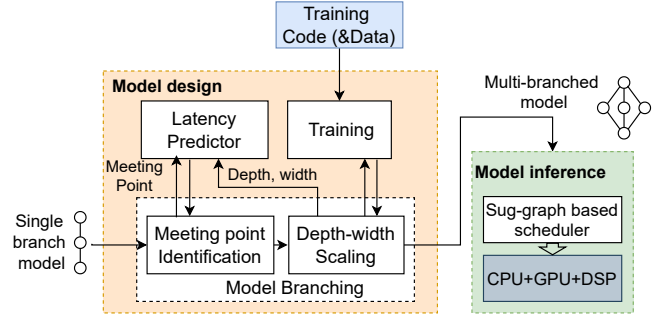 Training
Code (&Data)
Model design
Latency
Predictor
Training
Multi-branched
model
Meeting
Point
Depth, width
Model inference
Single
branch
model
Meeting point
Identification
Depth-width
Scaling
Model Branching
Sug-graph based
scheduler
CPU+GPU+DSP